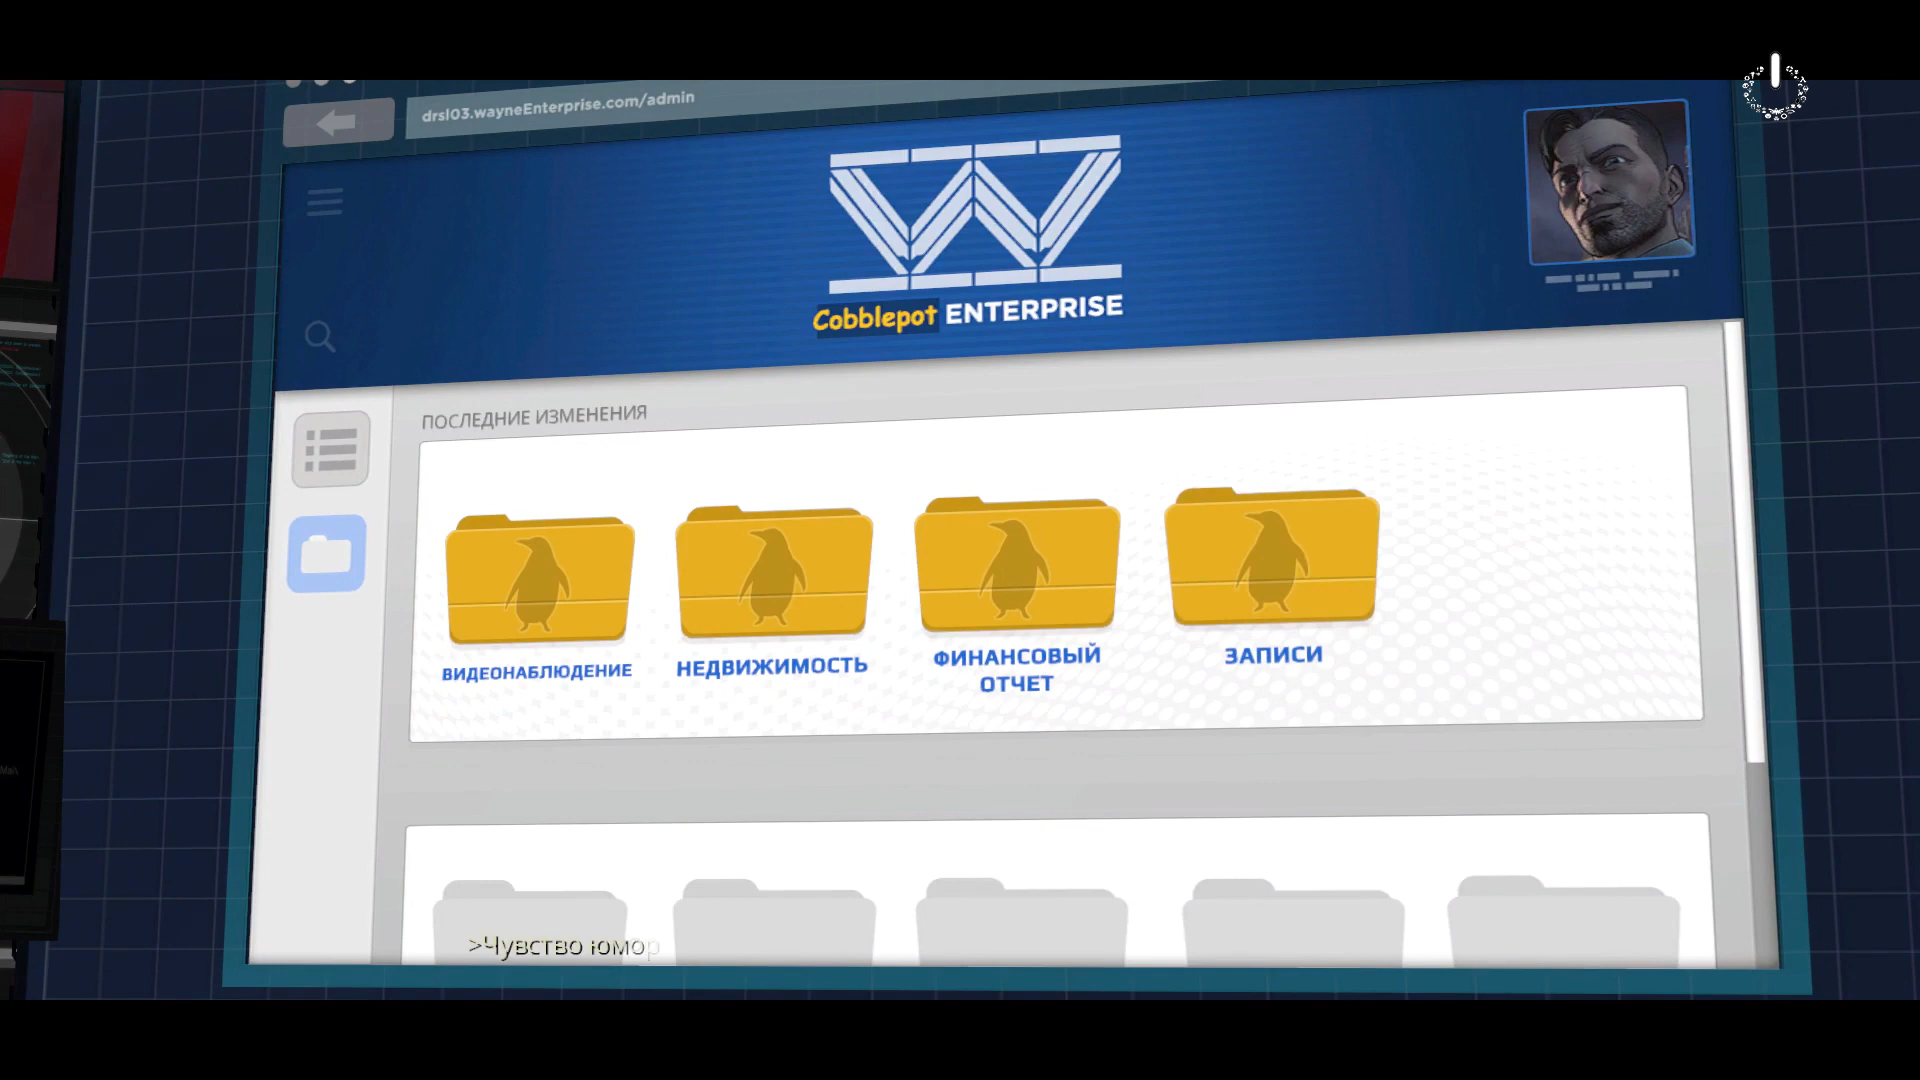 drsl03.wayneEnterprise.com/admin
Cobblepot ENTERPRISE
ПОСЛЕДНИЕ ИЗМЕНЕНИЯ
ВИДЕОНАБЛЮДЕНИЕ
НЕДВИЖИМОСТЬ
ФИНАНСОВЫЙ
ОТЧЕТ
ЗАПИСИ
>Чувство юмор